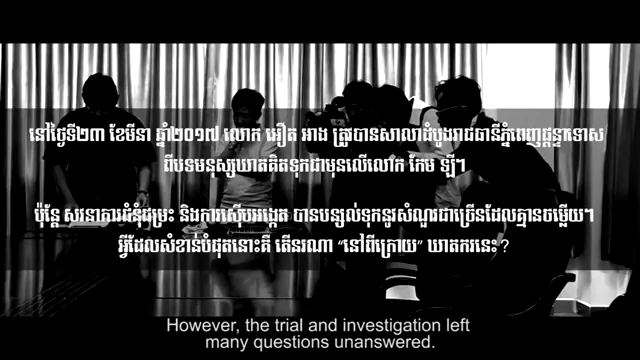 នៅថ្ងៃទី២៣ ខែមីនា ឆ្នាំ២០១៧ លោក អឿត អាង ត្រូវបានសាលាដំបូងរាជធានីភ្នំពេញផ្តន្ទាទោស
ពីបទមនុស្សឃាតគិតទុកជាមុនលើលោក កែម ឡី។
ប៉ុន្តែ សវនាការជំនុំជម្រះ និងការស៊ើបអង្កេត បានបន្សល់ទុកនូវសំណួរជាច្រើនដែលគ្មានចម្លើយ។
អ្វីដែលសំខាន់បំផុតនោះគឺ តើនរណា “នៅពីក្រោយ” ឃាតករនេះ?
However, the trial and investigation left
many questions unanswered.